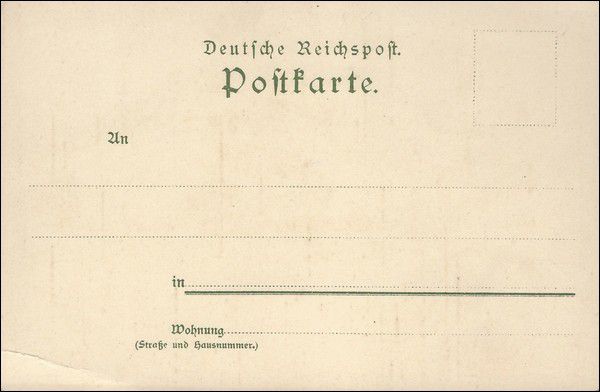 Deutſche Reichspoſt.
Poſtkarte.
An
in
Wohnung
(Straße und Hausnummer.)